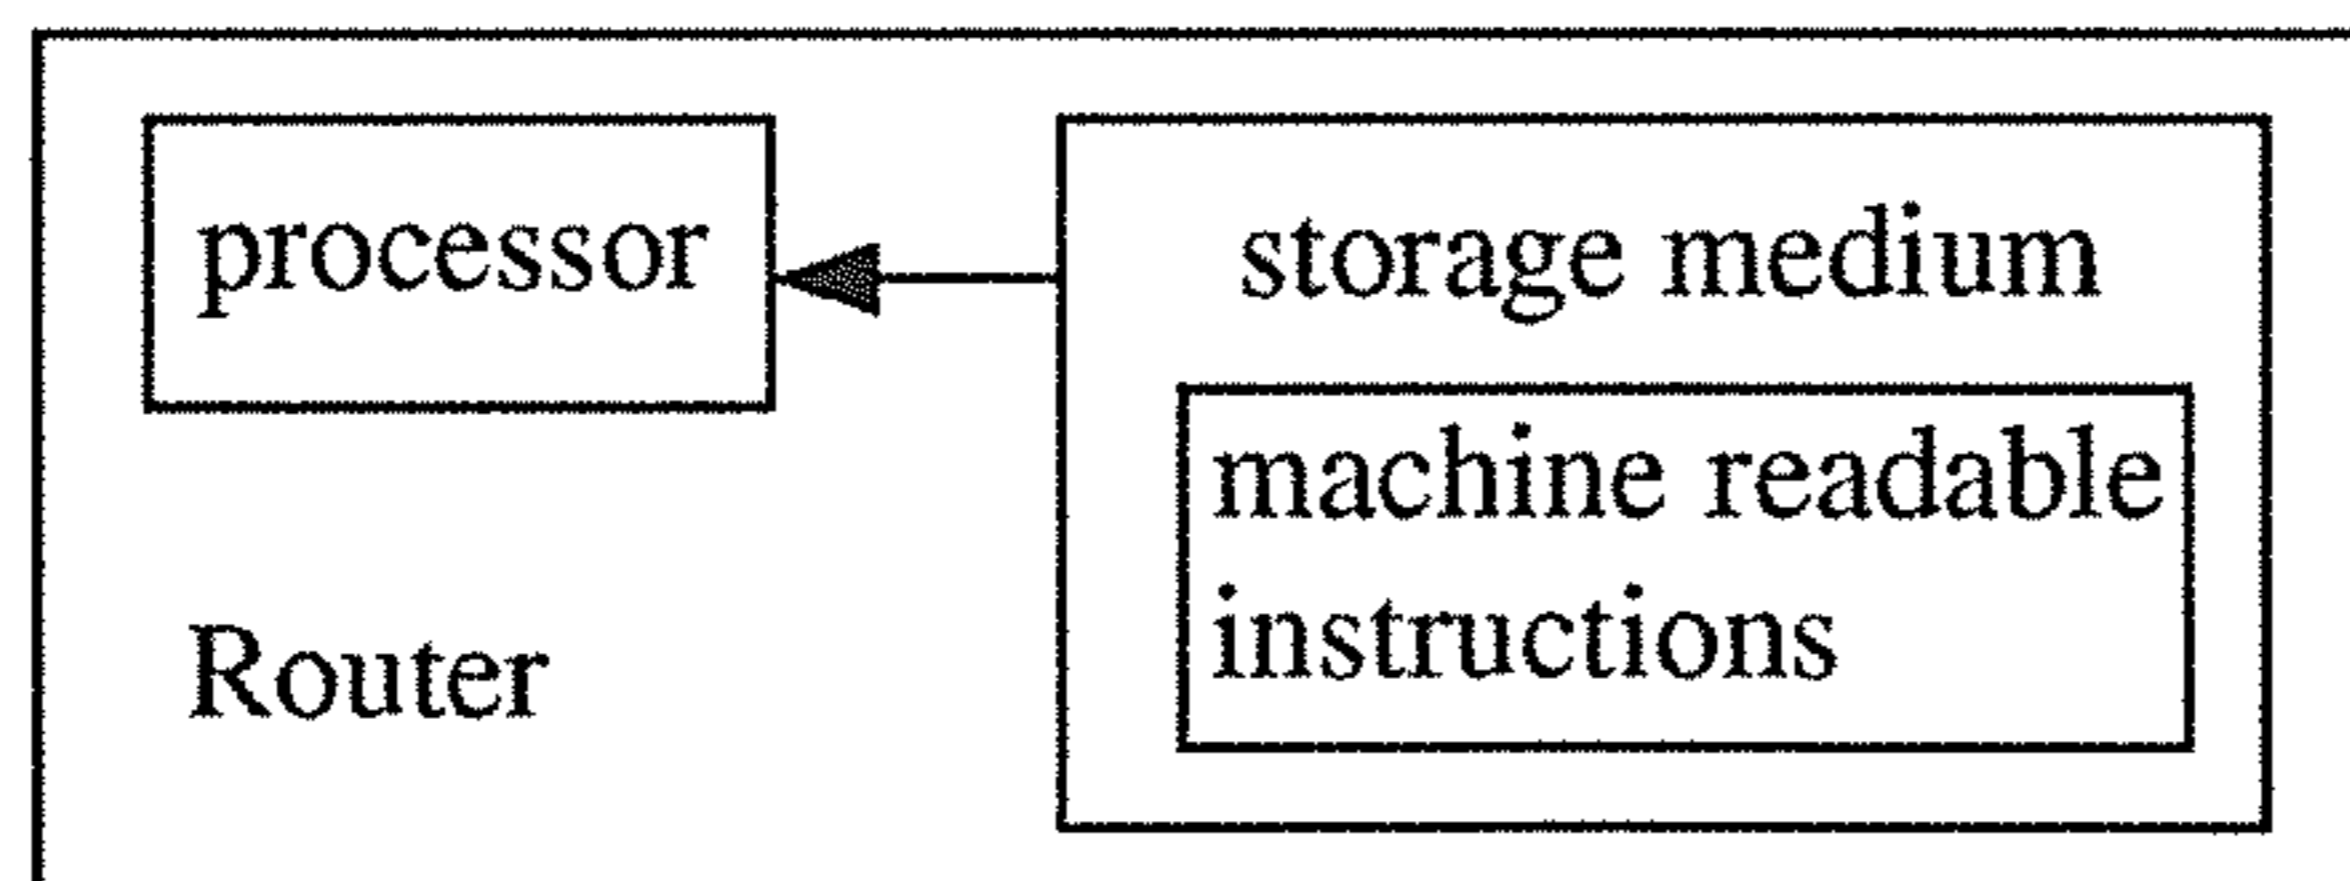 processor
storage medium
machine readable
instructions
Router